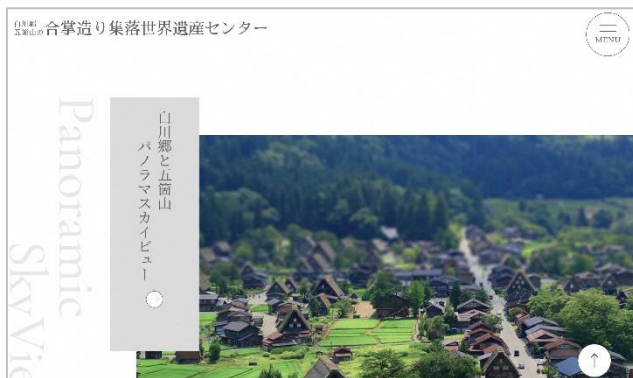 白川郷
五箇山の
合掌造り集落世界遺産センター
MENU
白川郷と五箇山
パノラマスカイビュー
Panoramic
SkyVie
↑